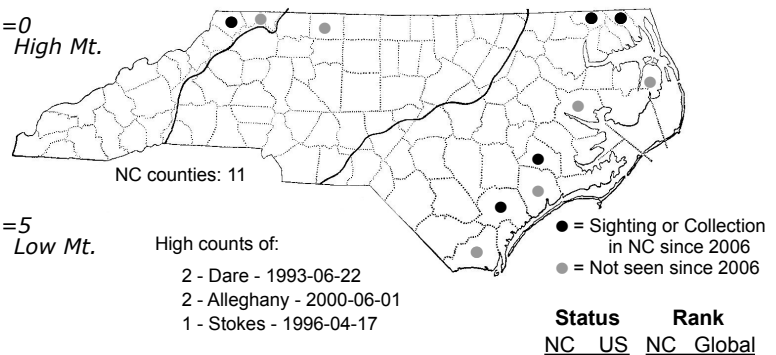 =0
High Mt.
NC counties: 11
=5
Low Mt.
High counts of:
2 - Dare - 1993-06-22
2 - Alleghany - 2000-06-01
1 - Stokes - 1996-04-17
● = Sighting or Collection
in NC since 2006
● = Not seen since 2006
Status Rank
NC US NC Global